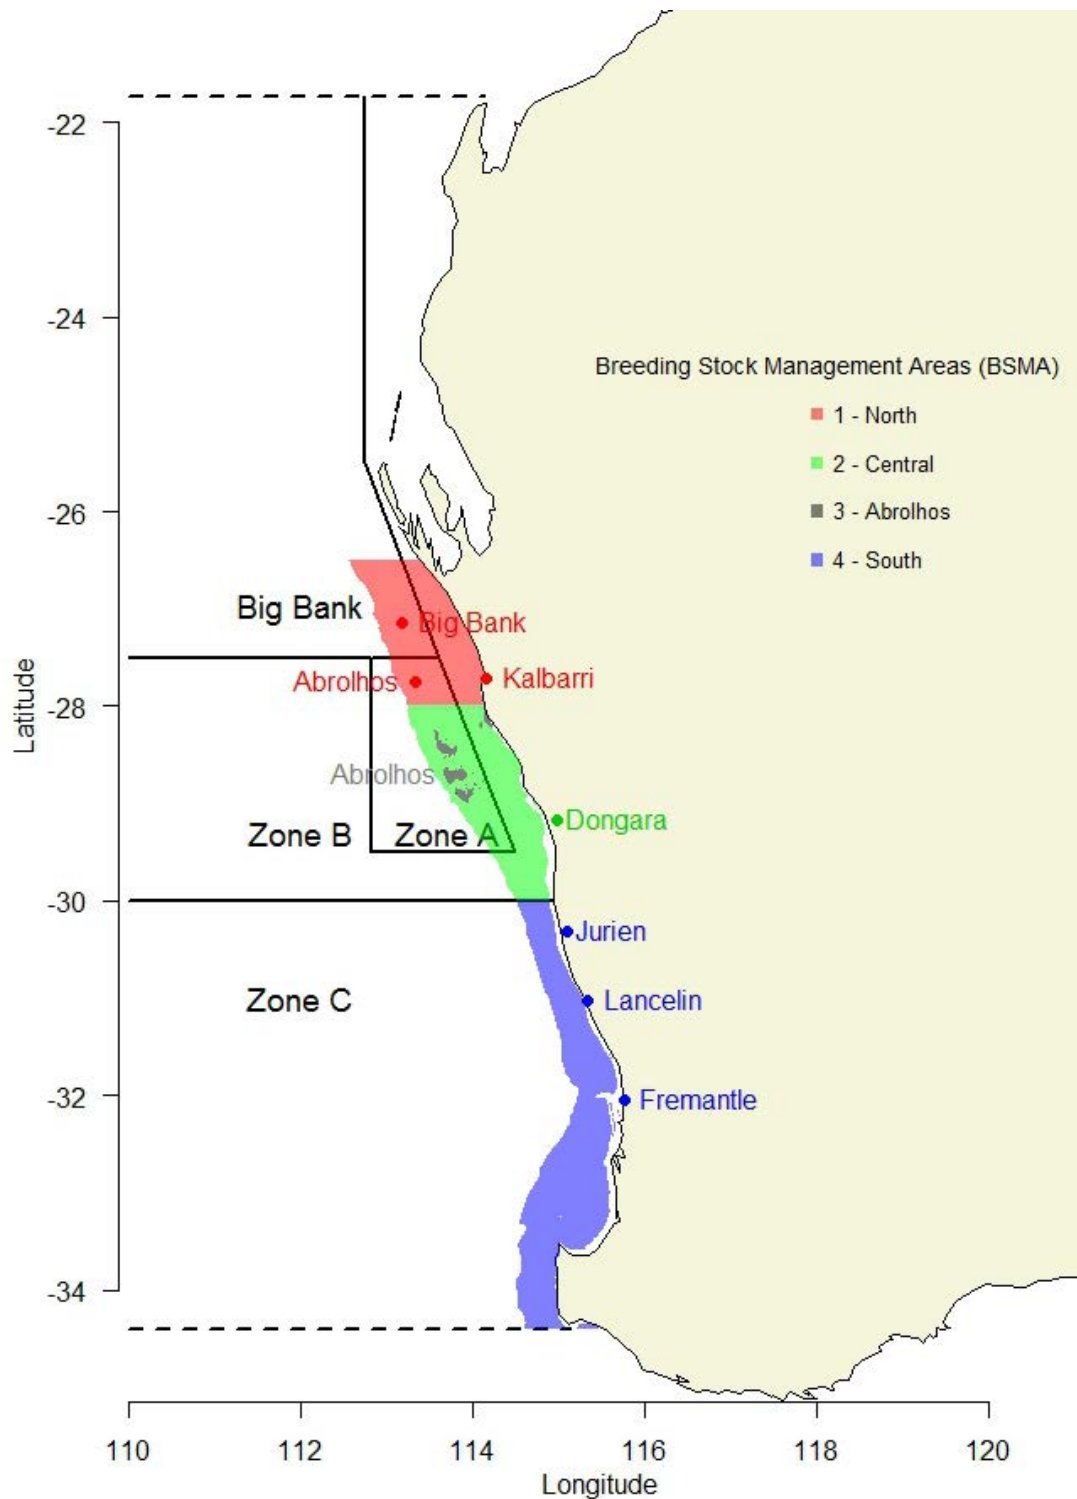 -22
-24
Breeding Stock Management Areas (BSMA)
1 - North
2 - Central
3 - Abrolhos
4 - South
-26
Big Bank
Big Bank
Abrolhos
Kalbarri
-28
Latitude
Abrolhos
Zone B
Zone A
Dongara
-30
Jurien
Zone C
Lancelin
-32
Fremantle
-34
110
112
114
116
118
120
Longitude